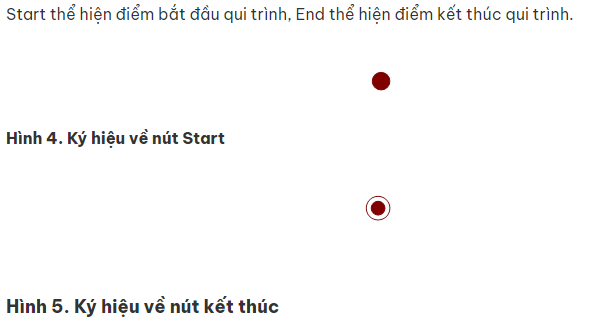 Start thể hiện điểm bắt đầu qui trình, End thể hiện điểm kết thúc qui trình.
Hình 4. Ký hiệu về nút Start
Hình 5. Ký hiệu về nút kết thúc